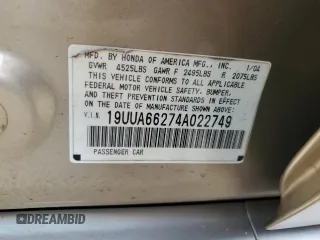 MFD. BY HONDA OF AMERICA MFG., INC. 1/04
GVWR 4525LBS GAWR F 2495LBS R 2075LBS
THIS VEHICLE CONFORMS TO ALL APPLICABLE
FEDERAL MOTOR VEHICLE SAFETY, BUMPER,
AND THEFT PREVENTION STANDARDS IN EFFECT
ON THE DATE OF MANUFACTURE SHOWN ABOVE.
V.I.N. 19UUA66274A022749
PASSENGER CAR
DREAMBID